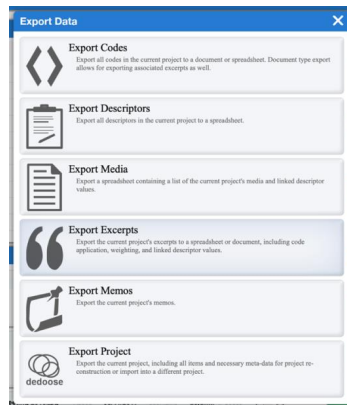 Export Data
Export Codes
Export all codes in the current project to a document or spreadsheet. Document type export
allows for exporting associated excerpts as well.
Export Descriptors
Export all descriptors in the current project to a spreadsheet.
Export Media
Export a spreadsheet containing a list of the current project's media and linked descriptor
values.
Export Excerpts
Export the current project's excerpts to a spreadsheet or document, including code
application, weighting, and linked descriptor values.
Export Memos
Export the current project's memos.
Export Project
Export the current project, including all items and necessary meta-data for project re-
construction or import into a different project.
dedoose